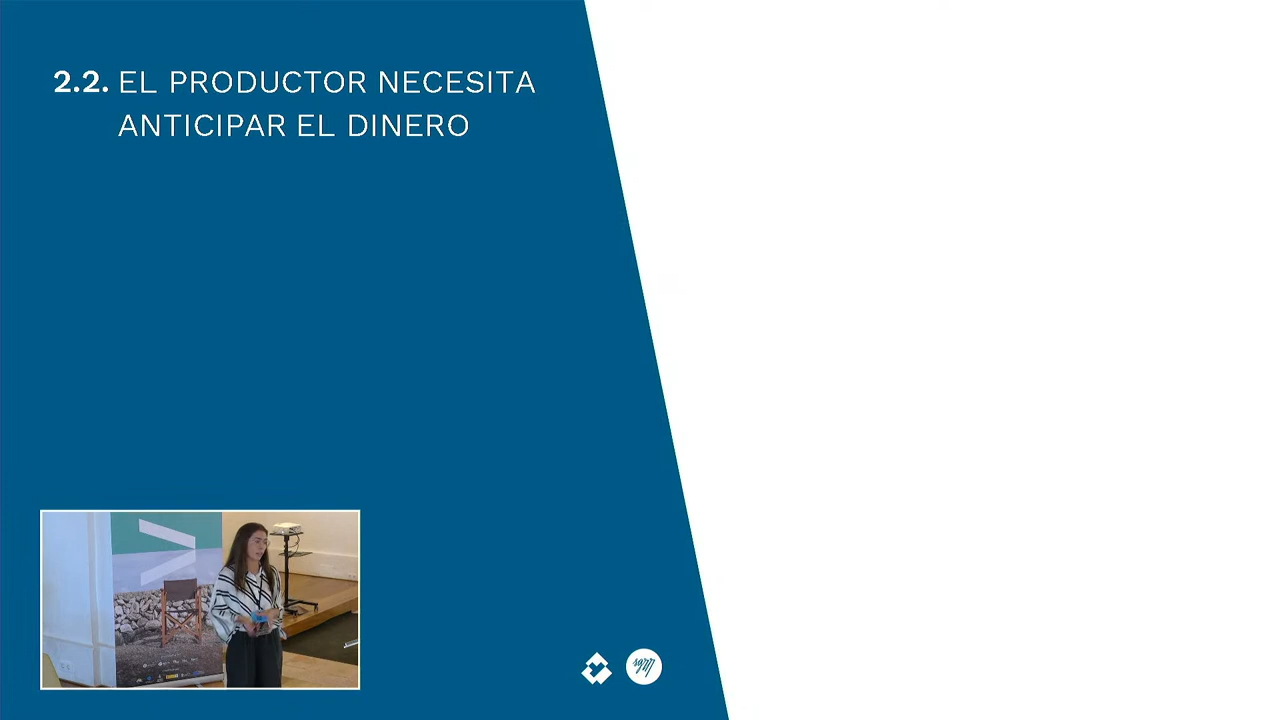 2.2. EL PRODUCTOR NECESITA
ANTICIPAR EL DINERO